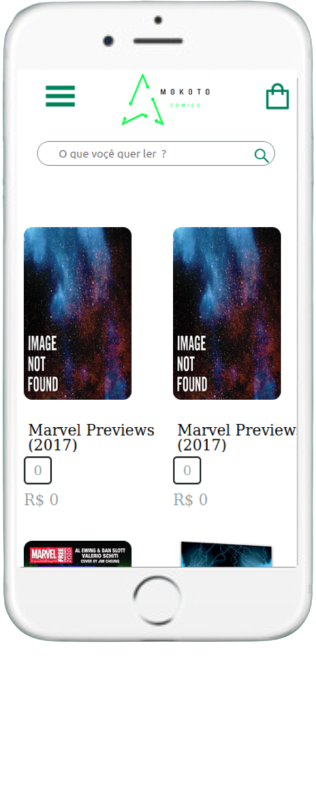 MOKOTO
COMICS
O que voçê quer ler ?
IMAGE
NOT
FOUND
IMAGE
NOT
FOUND
Marvel Previews
(2017)
0
R$ 0
Marvel Preview
(2017)
0
R$ 0
MARVEL
AL EWING & DAN SLOTT
VALERIO SCHITI
COVER BY JIM CHEUNG